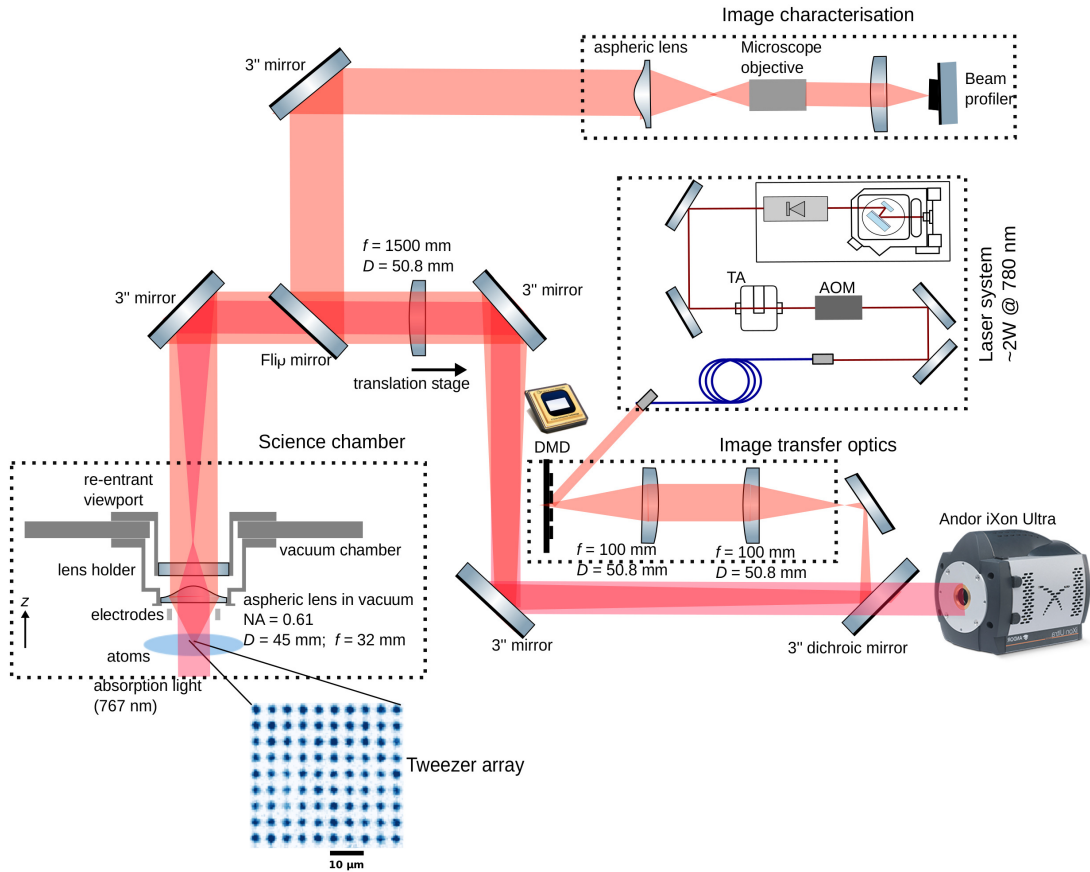 Image characterisation
aspheric lens
Microscope
objective
3" mirror
Beam
profiler
f = 1500 mm
D = 50.8 mm
3" mirror
3" mirror
TA
AOM
Laser system
~2W @ 780 nm
Flip mirror
translation stage
DMD
Science chamber
Image transfer optics
re-entrant
viewport
vacuum chamber
lens holder
Andor iXon Ultra
f = 100 mm
D = 50.8 mm
f = 100 mm
D = 50.8 mm
z
electrodes
aspheric lens in vacuum
NA = 0.61
D = 45 mm; f = 32 mm
atoms
3" mirror
3" dichroic mirror
absorption light
(767 nm)
Tweezer array
10 μm